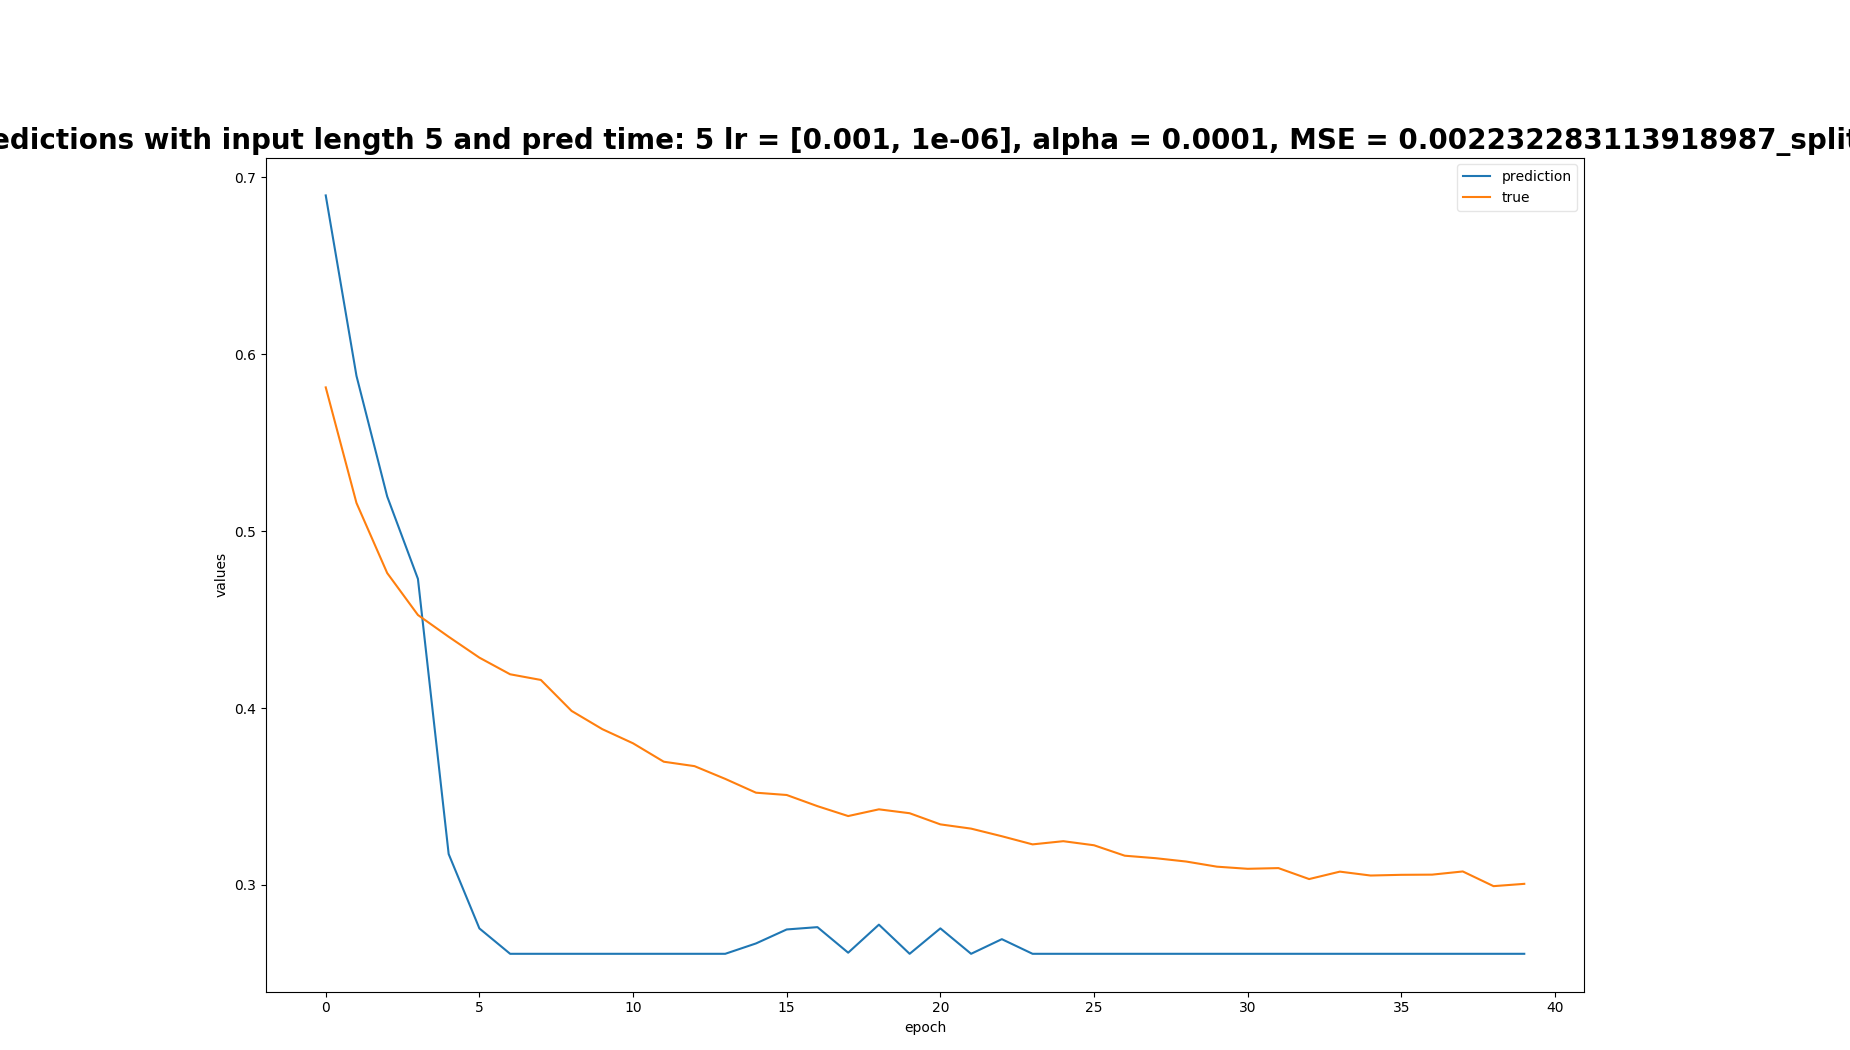 edictions with input length 5 and pred time: 5 lr = [0.001, 1e-06], alpha = 0.0001, MSE = 0.002232283113918987_split
prediction
true
0.7
0.6
0.5
0.4
0.3
values
0 5 10 15 20 25 30 35 40
epoch